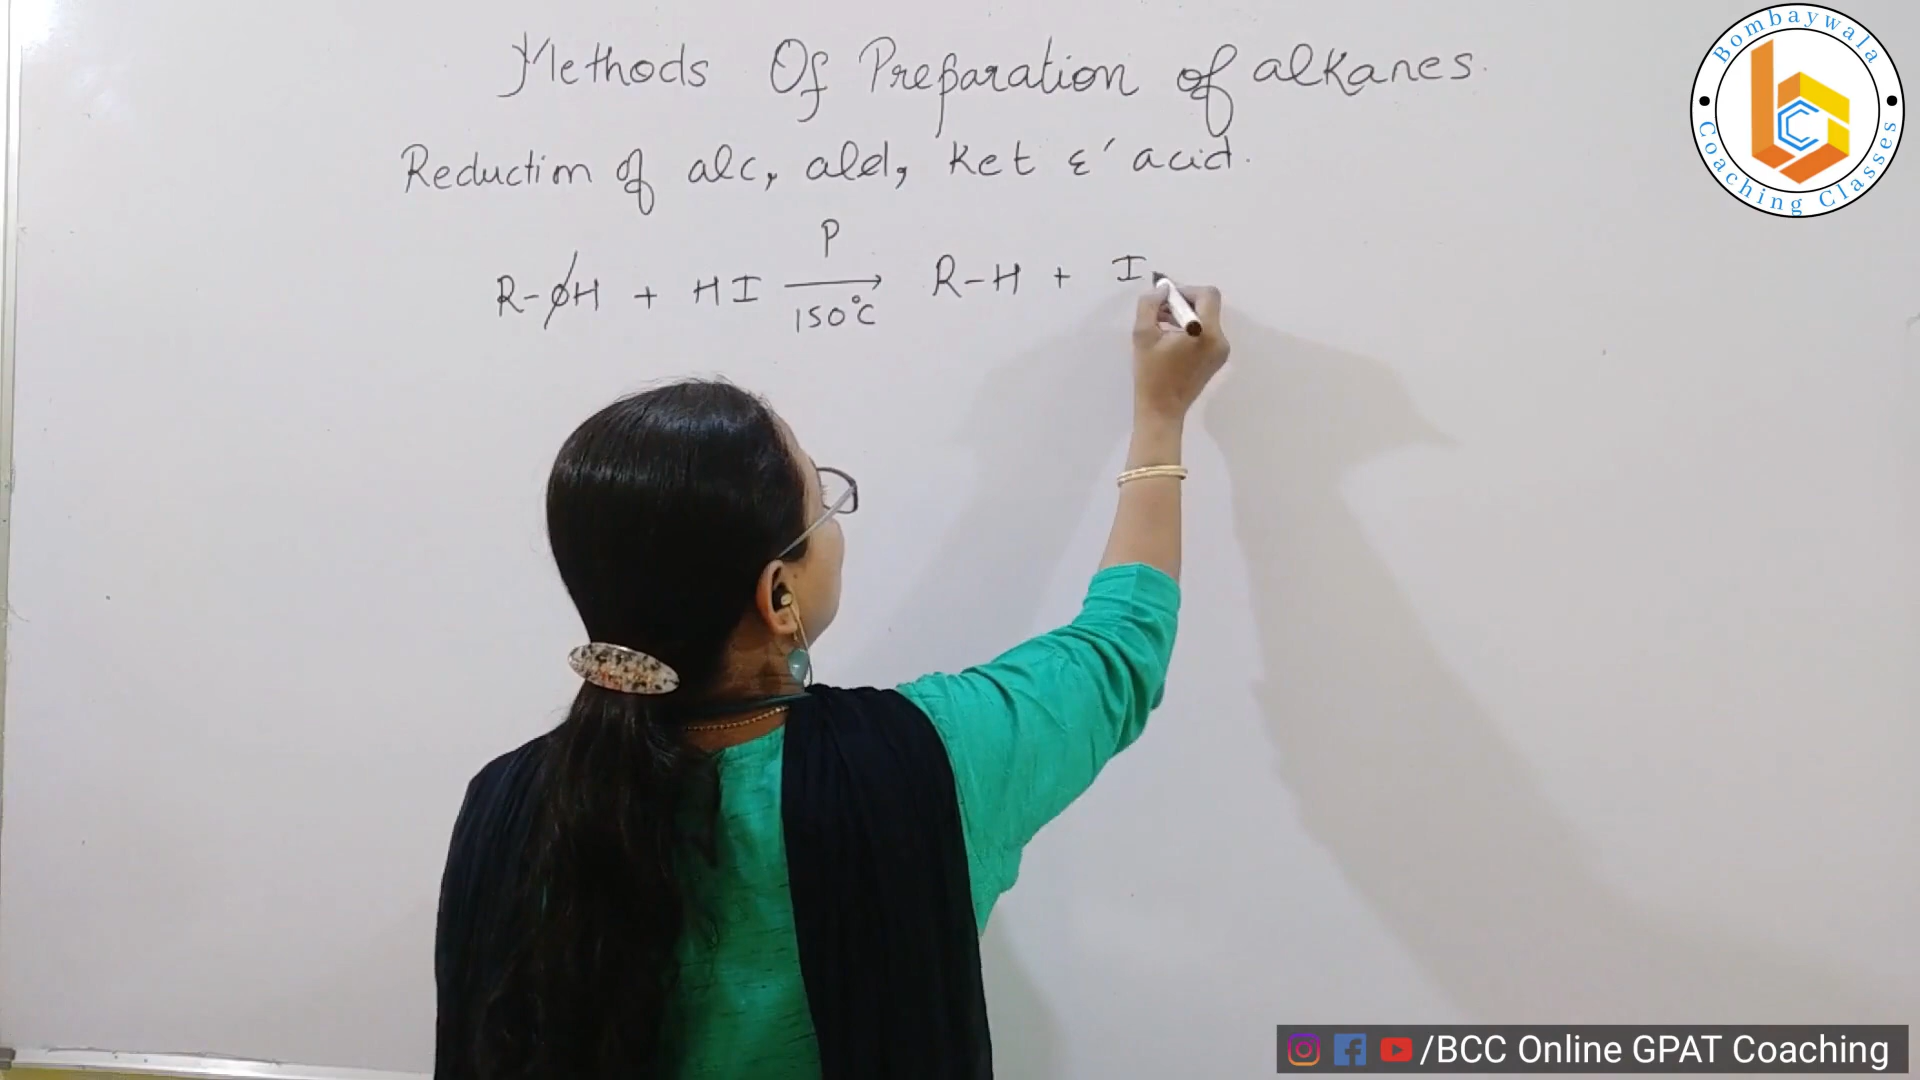 Methods Of Preparation of alkanes.
Reduction of alc, ald, ket & acid.
P
R-OH + HI → R-H + I
150°C
Bombaywala
Coaching Classes
/BCC Online GPAT Coaching